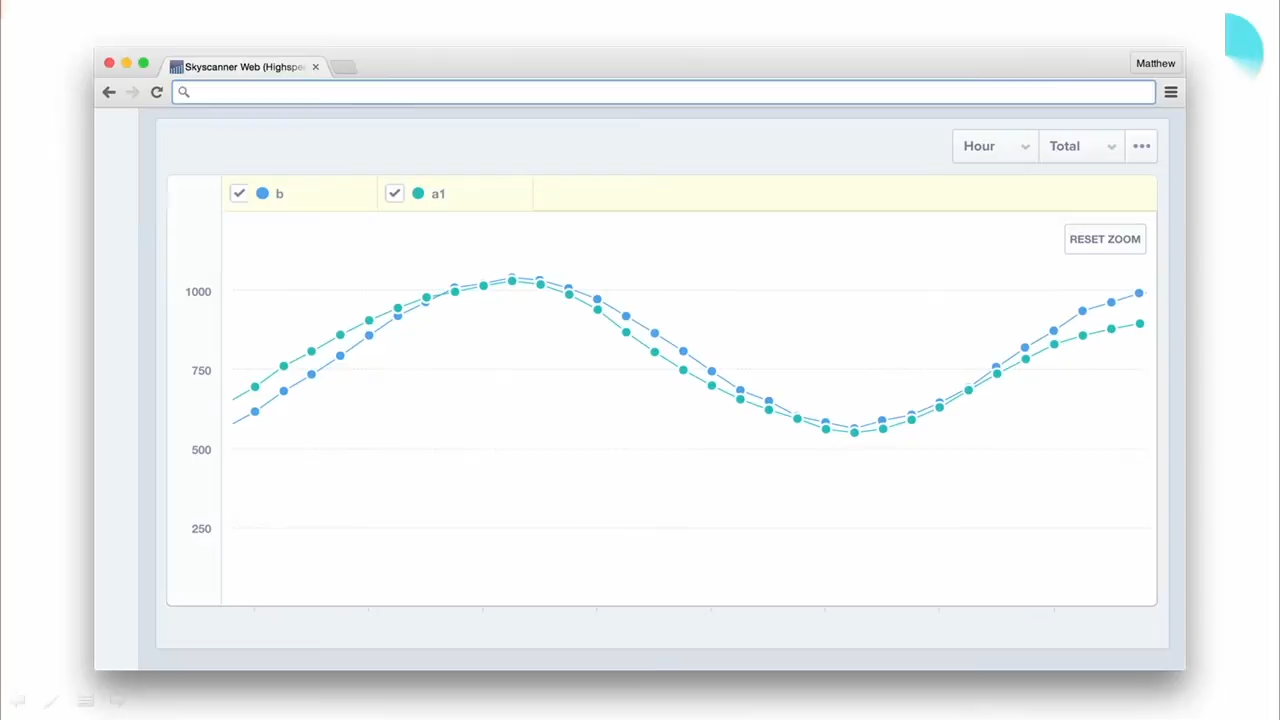 Skyscanner Web (Highspe
Matthew
Hour
Total
b
a1
RESET ZOOM
1000
750
500
250